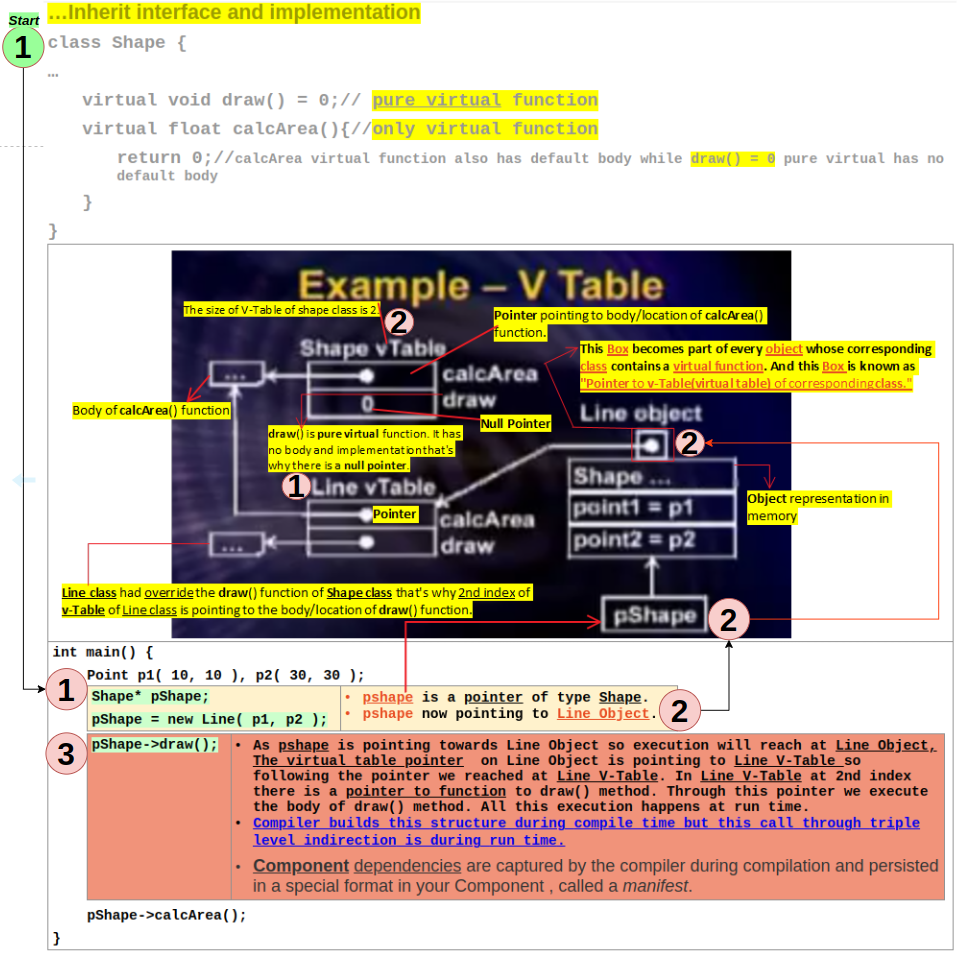 ...Inherit interface and implementation
Start
1
class Shape {
…
virtual void draw() = 0;// pure virtual function
virtual float calcArea(){//only virtual function
return 0;//calcArea virtual function also has default body while draw() = 0 pure virtual has no
default body
}
}
Example – V Table
The size of V-Table of shape class is 2.
2
Pointer pointing to body/location of calcArea()
function.
Shape vTable
This Box becomes part of every object whose corresponding
class contains a virtual function. And this Box is known as
"Pointer to v-Table(virtual table) of corresponding class."
...
calcArea
0
draw
Body of calcArea() function
Null Pointer
Line object
2
draw() is pure virtual function. It has
no body and implementation that's
why there is a null pointer.
1
Line vTable
Shape ...
Pointer
calcArea
point1 = p1
Object representation in
memory
...
draw
point2 = p2
Line class had override the draw() function of Shape class that's why 2nd index of
v-Table of Line class is pointing to the body/location of draw() function.
pShape
2
int main() {
Point p1( 10, 10 ), p2( 30, 30 );
1
Shape* pShape;
pShape = new Line( p1, p2 );
• pshape is a pointer of type Shape.
• pshape now pointing to Line Object.
2
3
pShape->draw();
• As pshape is pointing towards Line Object so execution will reach at Line Object,
The virtual table pointer on Line Object is pointing to Line V-Table so
following the pointer we reached at Line V-Table. In Line V-Table at 2nd index
there is a pointer to function to draw() method. Through this pointer we execute
the body of draw() method. All this execution happens at run time.
• Compiler builds this structure during compile time but this call through triple
level indirection is during run time.
• Component dependencies are captured by the compiler during compilation and persisted
in a special format in your Component , called a manifest.
pShape->calcArea();
}